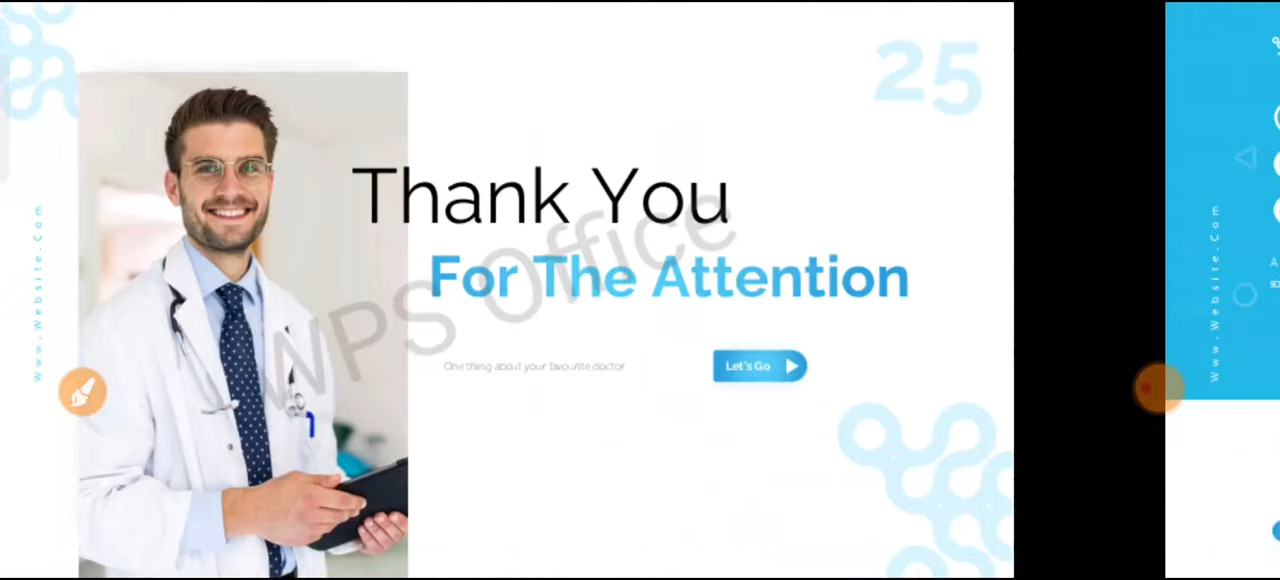 25
Thank You
For The Attention
WPS Office
One thing about your favourite doctor
Let's Go
Www.Website.Com
Www.Website.Com